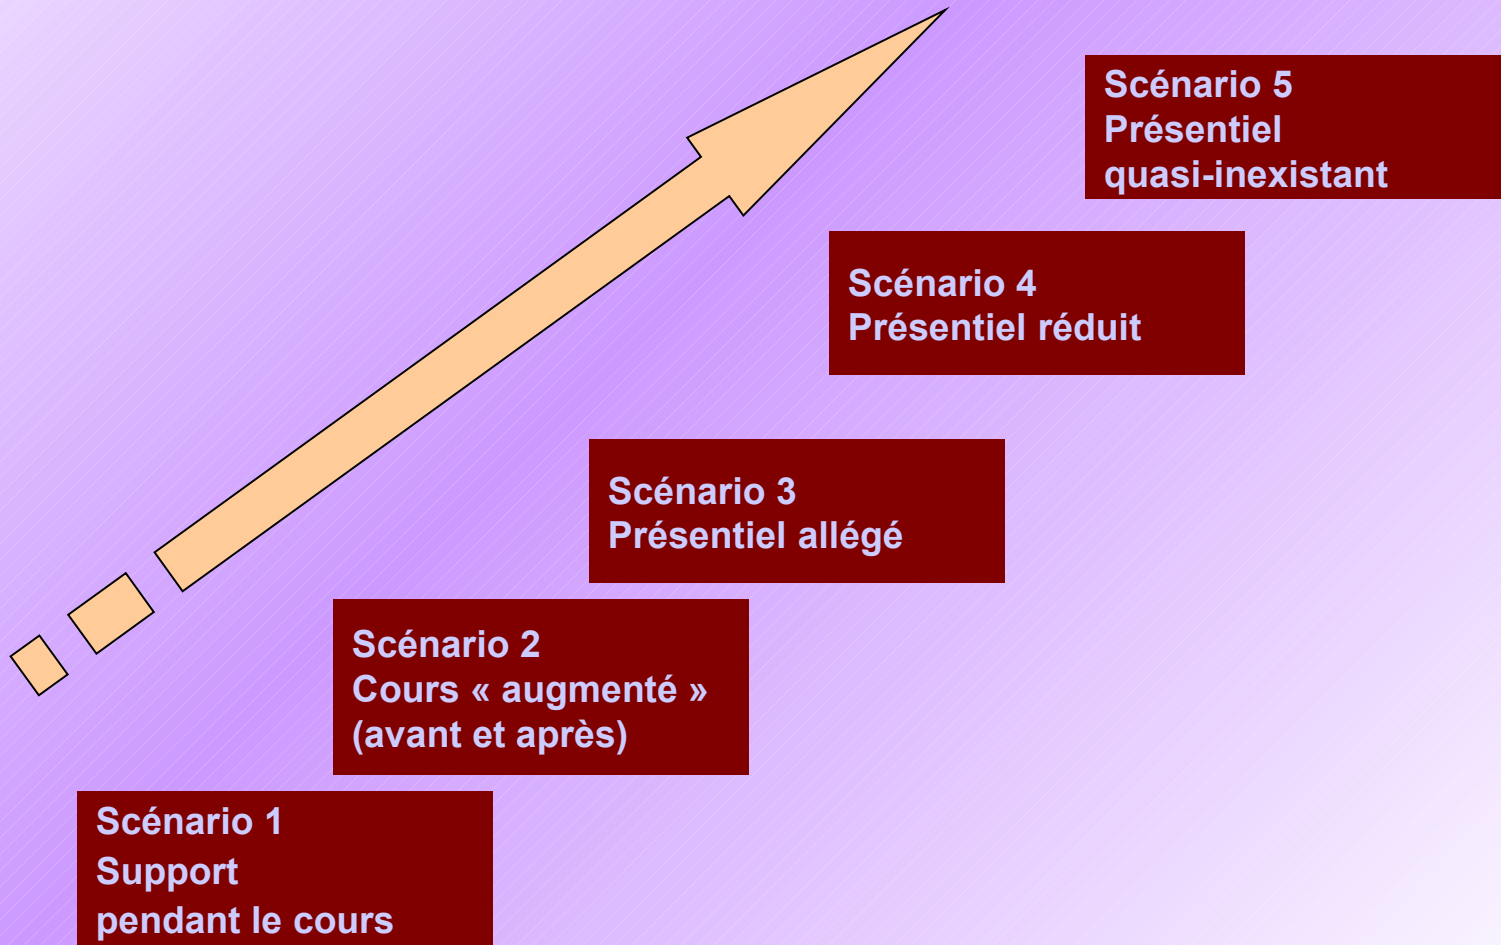 Scénario 5
Présentiel
quasi-inexistant
Scénario 4
Présentiel réduit
Scénario 3
Présentiel allégé
Scénario 2
Cours « augmenté »
(avant et après)
Scénario 1
Support
pendant le cours